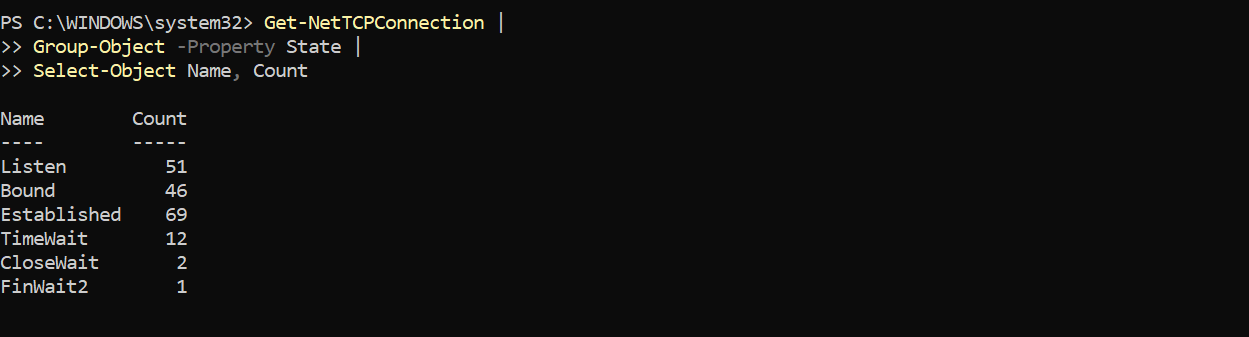 PS C:\WINDOWS\system32> Get-NetTCPConnection |
>> Group-Object -Property State |
>> Select-Object Name, Count
Name Count
---- -----
Listen 51
Bound 46
Established 69
TimeWait 12
CloseWait 2
FinWait2 1